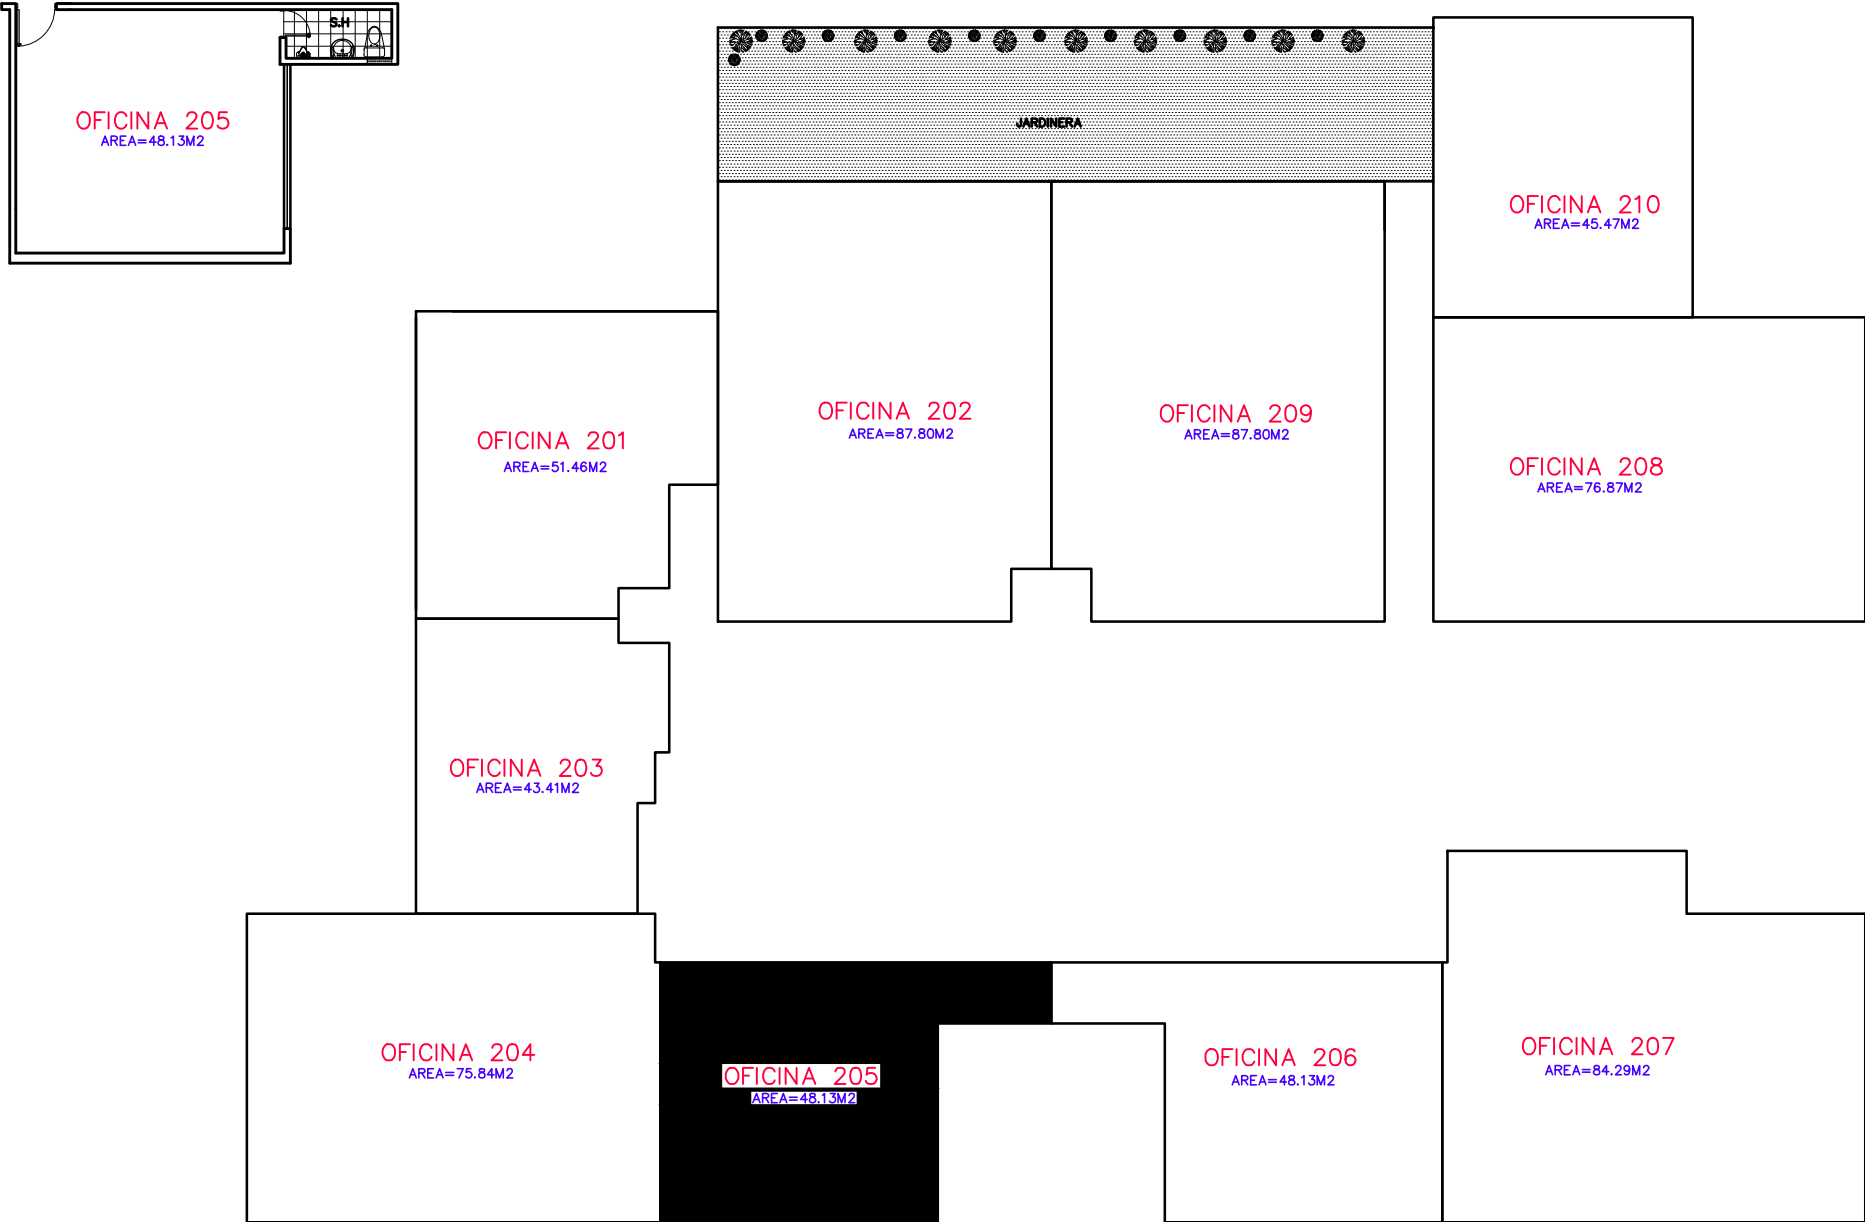 S.H
OFICINA 205
AREA=48.13M2
JARDINERA
OFICINA 210
AREA=45.47M2
OFICINA 201
AREA=51.46M2
OFICINA 202
AREA=87.80M2
OFICINA 209
AREA=87.80M2
OFICINA 208
AREA=76.87M2
OFICINA 203
AREA=43.41M2
OFICINA 204
AREA=75.84M2
OFICINA 205
AREA=48.13M2
OFICINA 206
AREA=48.13M2
OFICINA 207
AREA=84.29M2